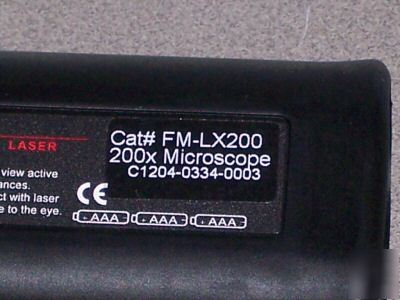 Cat# FM-LX200
200x Microscope
C1204-0334-0003
LASER
view active
ances.
ct with laser
e to the eye.
CE
- AAA +
- AAA +
- AAA +